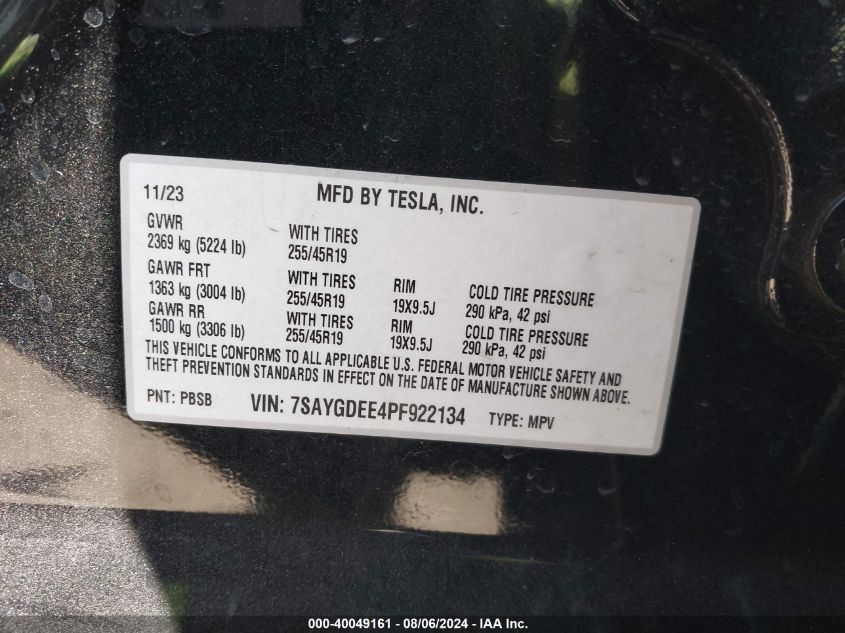 11/23 MFD BY TESLA, INC.
GVWR
2369 kg (5224 lb) WITH TIRES 255/45R19
GAWR FRT
1363 kg (3004 lb) WITH TIRES 255/45R19 RIM 19X9.5J COLD TIRE PRESSURE 290 kPa, 42 psi
GAWR RR
1500 kg (3306 lb) WITH TIRES 255/45R19 RIM 19X9.5J COLD TIRE PRESSURE 290 kPa, 42 psi
THIS VEHICLE CONFORMS TO ALL APPLICABLE U.S. FEDERAL MOTOR VEHICLE SAFETY AND
THEFT PREVENTION STANDARDS IN EFFECT ON THE DATE OF MANUFACTURE SHOWN ABOVE.
PNT: PBSB VIN: 7SAYGDEE4PF922134 TYPE: MPV
000-40049161 - 08/06/2024 - IAA Inc.